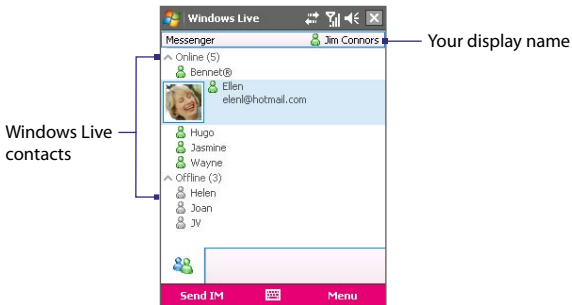 Windows Live
Messenger
Jim Connors
Your display name
Online (5)
Bennet®
Ellen
elenl@hotmail.com
Windows Live
contacts
Hugo
Jasmine
Wayne
Offline (3)
Helen
Joan
JV
Send IM
Menu